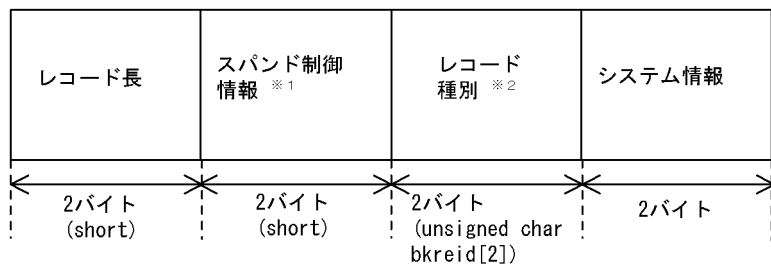 レコード長
スパンド制御
情報 ※1
レコード
種別 ※2
システム情報
2バイト
(short)
2バイト
(short)
2バイト
(unsigned char
bkreid[2])
2バイト